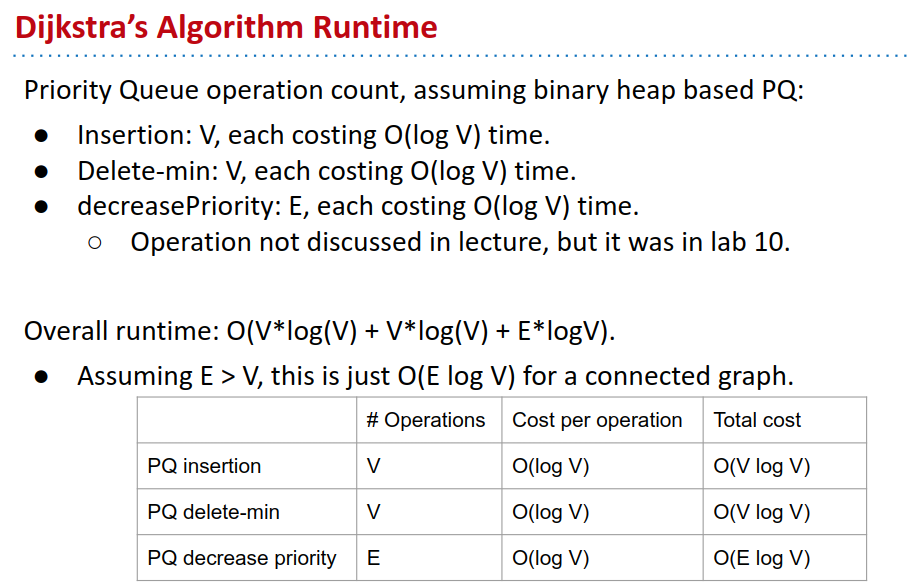 Dijkstra's Algorithm Runtime
Priority Queue operation count, assuming binary heap based PQ:
● Insertion: V, each costing O(log V) time.
● Delete-min: V, each costing O(log V) time.
● decreasePriority: E, each costing O(log V) time.
○ Operation not discussed in lecture, but it was in lab 10.
Overall runtime: O(V*log(V) + V*log(V) + E*logV).
● Assuming E > V, this is just O(E log V) for a connected graph.
# Operations Cost per operation Total cost
PQ insertion V O(log V) O(V log V)
PQ delete-min V O(log V) O(V log V)
PQ decrease priority E O(log V) O(E log V)